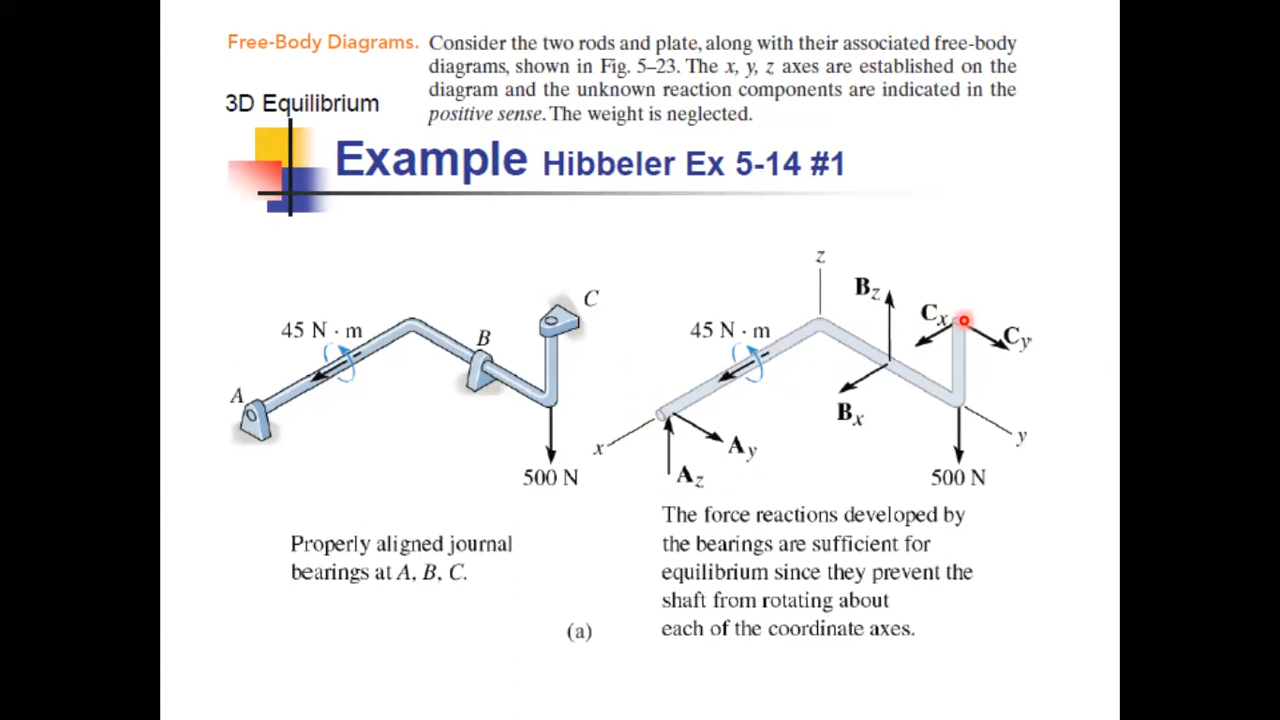 Free-Body Diagrams. Consider the two rods and plate, along with their associated free-body
diagrams, shown in Fig. 5–23. The x, y, z axes are established on the
diagram and the unknown reaction components are indicated in the
positive sense. The weight is neglected.
3D Equilibrium
Example Hibbeler Ex 5-14 #1
45 N · m
A
B
C
500 N
Properly aligned journal
bearings at A, B, C.
z
45 N · m
Bz
Cx
Cy
Bx
x
Ay
Az
y
500 N
The force reactions developed by
the bearings are sufficient for
equilibrium since they prevent the
shaft from rotating about
each of the coordinate axes.
(a)